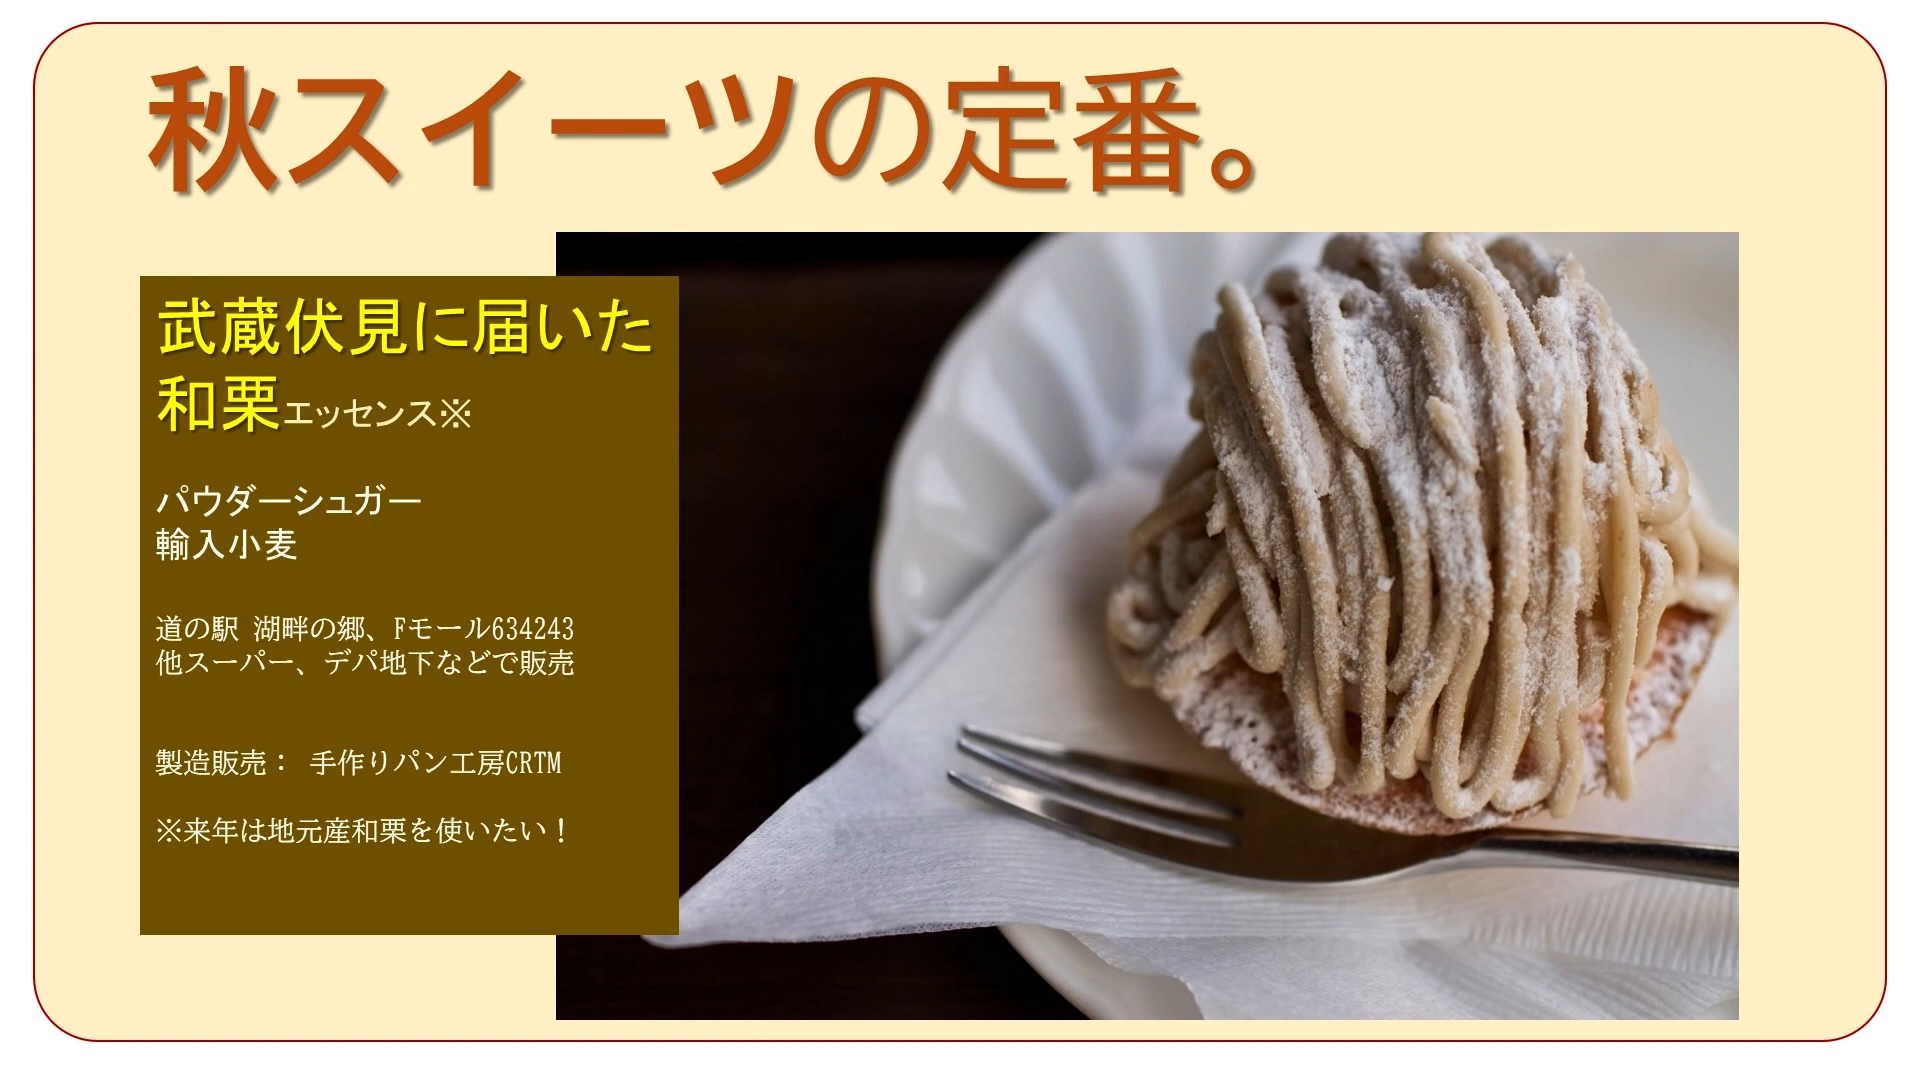 秋スイーツの定番。
武蔵伏見に届いた
和栗エッセンス※
パウダーシュガー
輸入小麦
道の駅 湖畔の郷、Fモール634243
他スーパー、デパ地下などで販売
製造販売： 手作りパン工房CRTM
※来年は地元産和栗を使いたい！